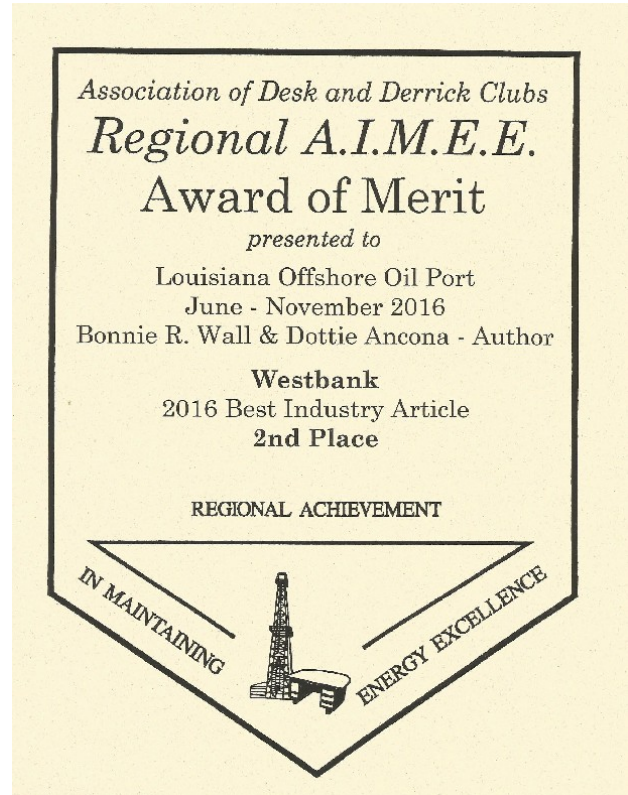 Association of Desk and Derrick Clubs
Regional A.I.M.E.E.
Award of Merit
presented to
Louisiana Offshore Oil Port
June - November 2016
Bonnie R. Wall & Dottie Ancona - Author
Westbank
2016 Best Industry Article
2nd Place
REGIONAL ACHIEVEMENT
IN MAINTAINING
ENERGY EXCELLENCE